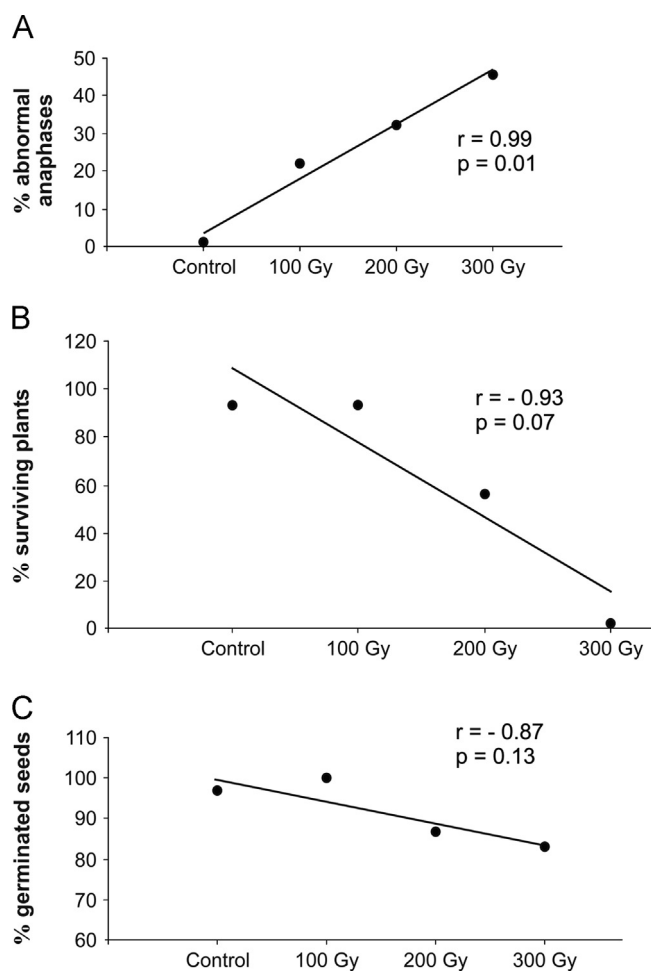 A
% abnormal
anaphases
50
40
30
20
10
0
r = 0.99
p = 0.01
Control 100 Gy 200 Gy 300 Gy
B
% surviving plants
120
100
80
60
40
20
0
r = - 0.93
p = 0.07
Control 100 Gy 200 Gy 300 Gy
C
% germinated seeds
110
100
90
80
70
60
r = - 0.87
p = 0.13
Control 100 Gy 200 Gy 300 Gy